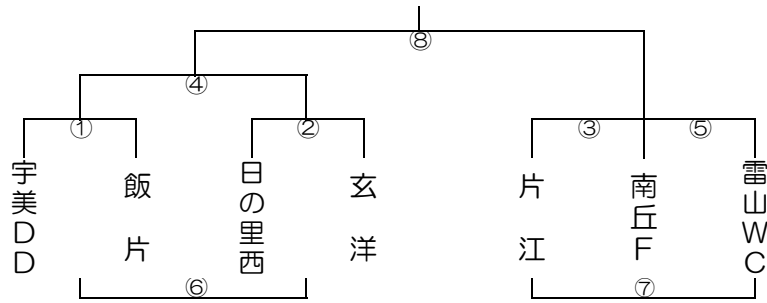 ⑧
④
① ② ③ ⑤
宇美DD
飯片
日の里西
玄洋
片江
南丘F
雷山WC
⑥ ⑦